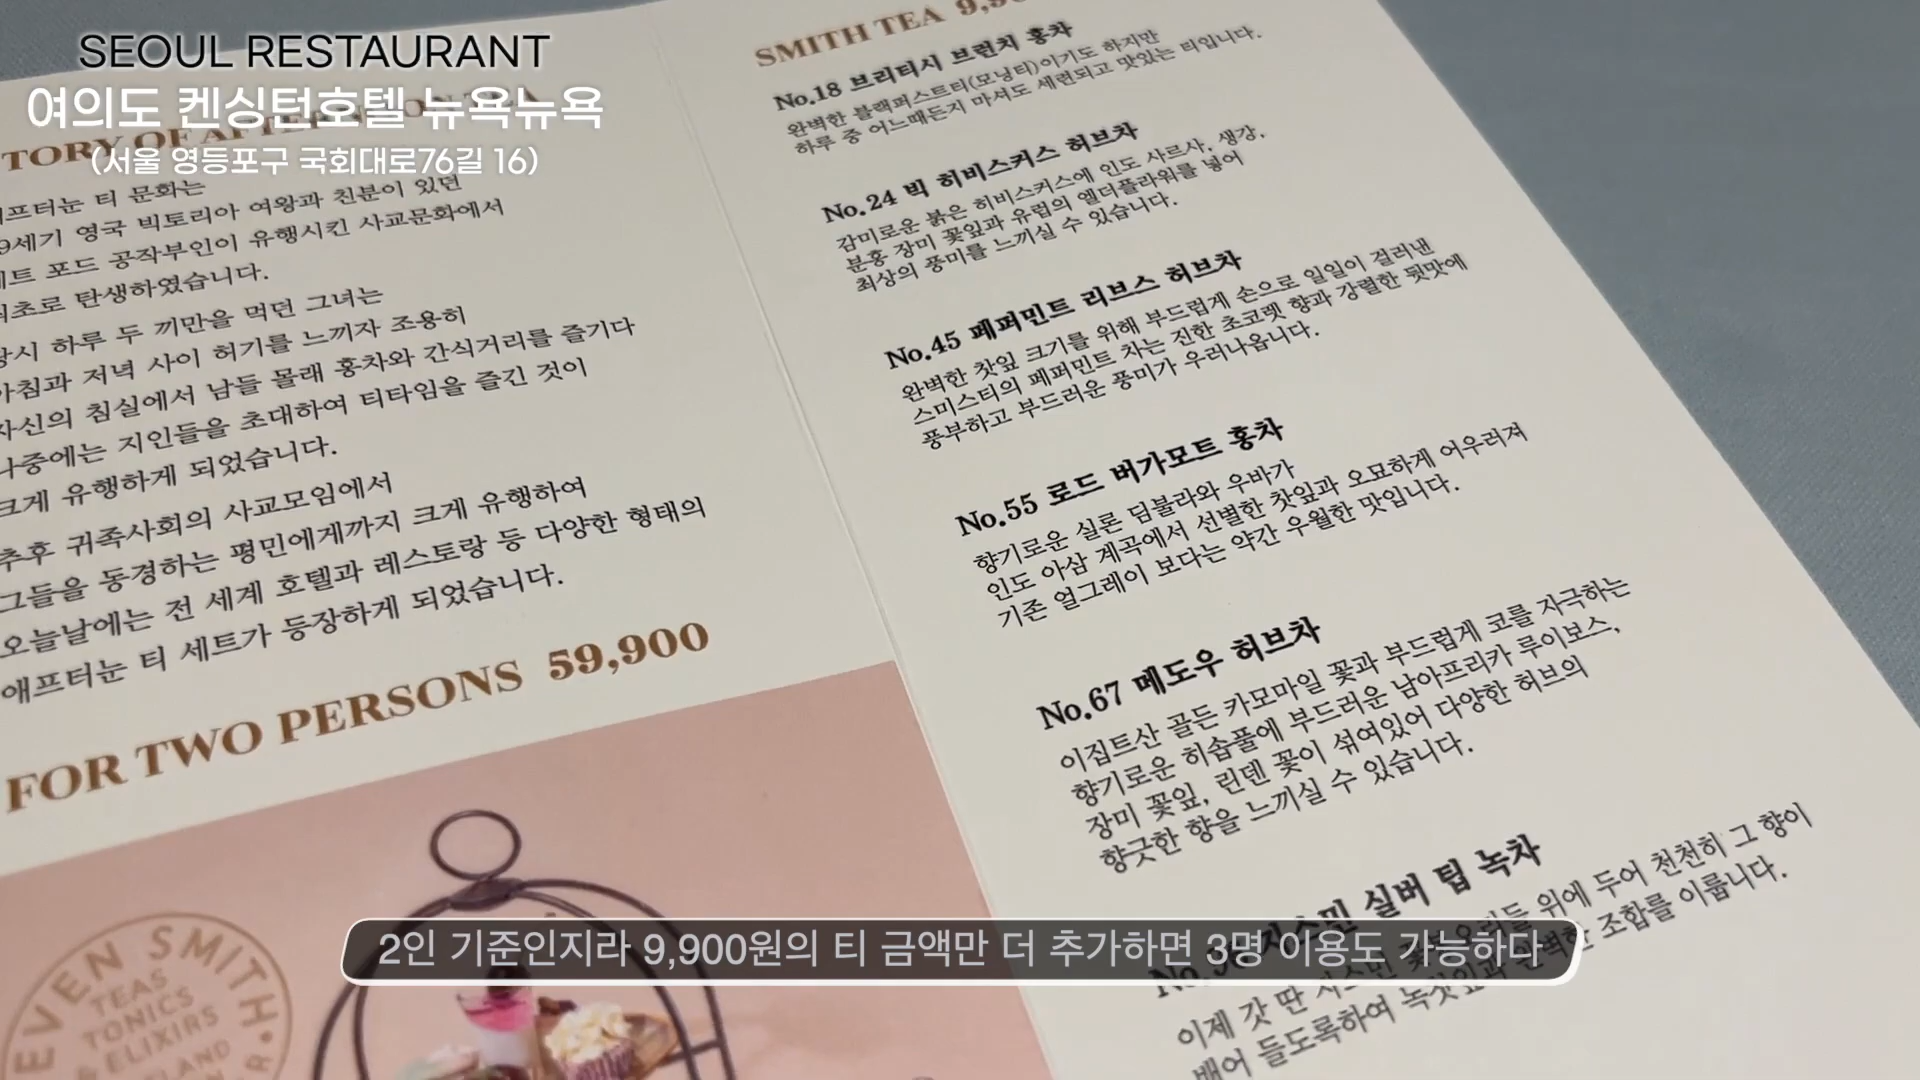 SEOUL RESTAURANT
여의도 켄싱턴호텔 뉴욕뉴욕
(서울 영등포구 국회대로76길 16)
TORY OF AFTERNOON TEA
프터눈 티 문화는
9세기 영국 빅토리아 여왕과 친분이 있던
포드 공작부인이 유행시킨 사교문화에서
시초로 탄생하였습니다.
당시 하루 두 끼만을 먹던 그녀는
아침과 저녁 사이 허기를 느끼자 조용히
자신의 침실에서 남들 몰래 홍차와 간식거리를 즐기다
나중에는 지인들을 초대하여 티타임을 즐긴 것이
크게 유행하게 되었습니다.
추후 귀족사회의 사교모임에서
그들을 동경하는 평민에게까지 크게 유행하여
오늘날에는 전 세계 호텔과 레스토랑 등 다양한 형태의
애프터눈 티 세트가 등장하게 되었습니다.
FOR TWO PERSONS 59,900
EVEN SMITH
TEAS
TONICS
& ELIXIRS
SMITH TEA 9,90
No.18 브리티시 브런치 홍차
완벽한 블랙퍼스트티(모닝티)이기도 하지만
하루 중 어느때든지 마셔도 세련되고 맛있는 티입니다.
No.24 빅 히비스커스 허브차
감미로운 붉은 히비스커스에 인도 사르사, 생강,
분홍 장미 꽃잎과 유럽의 엘더플라워를 넣어
최상의 풍미를 느끼실 수 있습니다.
No.45 페퍼민트 리브스 허브차
완벽한 찻잎 크기를 위해 부드럽게 손으로 일일이 걸러낸
스미스티의 페퍼민트 차는 진한 초코렛 향과 강렬한 뒷맛에
풍부하고 부드러운 풍미가 우러나옵니다.
No.55 로드 버가모트 홍차
향기로운 실론 딤불라와 우바가
인도 아삼 계곡에서 선별한 찻잎과 오묘하게 어우러져
기존 얼그레이 보다는 약간 우월한 맛입니다.
No.67 메도우 허브차
이집트산 골든 카모마일 꽃과 부드럽게 코를 자극하는
향기로운 히솝풀에 부드러운 남아프리카 루이보스,
장미 꽃잎, 린덴 꽃이 섞여있어 다양한 허브의
향긋한 향을 느끼실 수 있습니다.
실버 팁 녹차
이제 갓 딴 위에 두어 천천히 그 향이
배어 들도록하여 조합를 이룹니다.
2인 기준인지라 9,900원의 티 금액만 더 추가하면 3명 이용도 가능하다